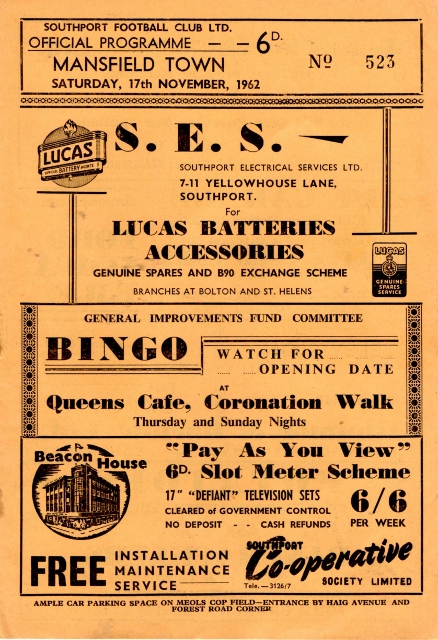 SOUTHPORT FOOTBALL CLUB LTD.
OFFICIAL PROGRAMME — — 6D.
MANSFIELD TOWN
SATURDAY, 17th NOVEMBER, 1962
No 523
LUCAS
S. E. S.
SOUTHPORT ELECTRICAL SERVICES LTD.
7-11 YELLOWHOUSE LANE,
SOUTHPORT.
For
LUCAS BATTERIES
ACCESSORIES
GENUINE SPARES AND B90 EXCHANGE SCHEME
BRANCHES AT BOLTON AND ST. HELENS
LUCAS
GENUINE
SPARES
SERVICE
GENERAL IMPROVEMENTS FUND COMMITTEE
BINGO
WATCH FOR
OPENING DATE
AT
Queens Cafe, Coronation Walk
Thursday and Sunday Nights
Beacon House
"Pay As You View"
6D. Slot Meter Scheme
17" "DEFIANT" TELEVISION SETS
CLEARED of GOVERNMENT CONTROL
NO DEPOSIT - - CASH REFUNDS
6/6
PER WEEK
FREE
INSTALLATION
MAINTENANCE
SERVICE
SOUTHPORT
Co-operative
SOCIETY LIMITED
Tele.—3126/7
AMPLE CAR PARKING SPACE ON MEOLS COP FIELD—ENTRANCE BY HAIG AVENUE AND
FOREST ROAD CORNER